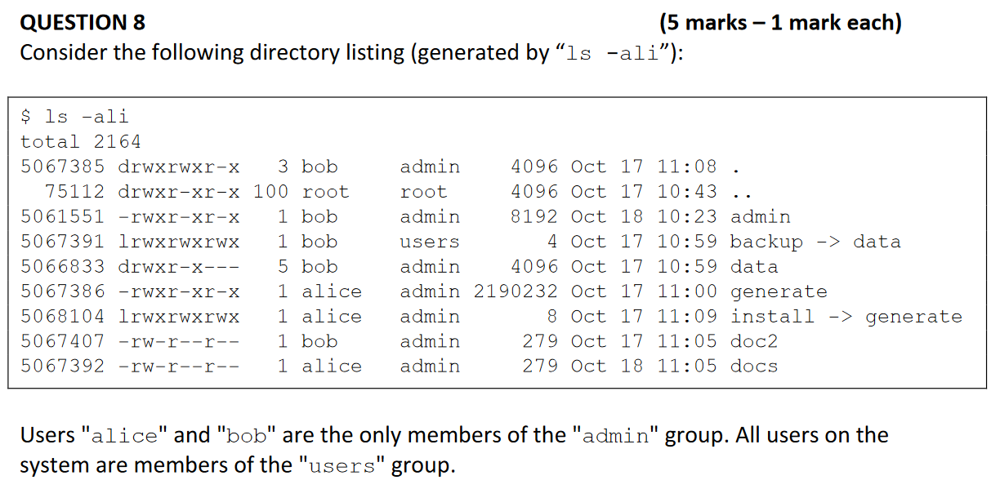 QUESTION 8 (5 marks – 1 mark each)
Consider the following directory listing (generated by “ls -ali”):
$ ls -ali
total 2164
5067385 drwxrwxr-x   3 bob     admin    4096 Oct 17 11:08 .
  75112 drwxr-xr-x 100 root    root     4096 Oct 17 10:43 ..
5061551 -rwxr-xr-x   1 bob     admin    8192 Oct 18 10:23 admin
5067391 lrwxrwxrwx   1 bob     users       4 Oct 17 10:59 backup -> data
5066833 drwxr-x---   5 bob     admin    4096 Oct 17 10:59 data
5067386 -rwxr-xr-x   1 alice   admin 2190232 Oct 17 11:00 generate
5068104 lrwxrwxrwx   1 alice   admin       8 Oct 17 11:09 install -> generate
5067407 -rw-r--r--   1 bob     admin     279 Oct 17 11:05 doc2
5067392 -rw-r--r--   1 alice   admin     279 Oct 18 11:05 docs
Users "alice" and "bob" are the only members of the "admin" group. All users on the
system are members of the "users" group.